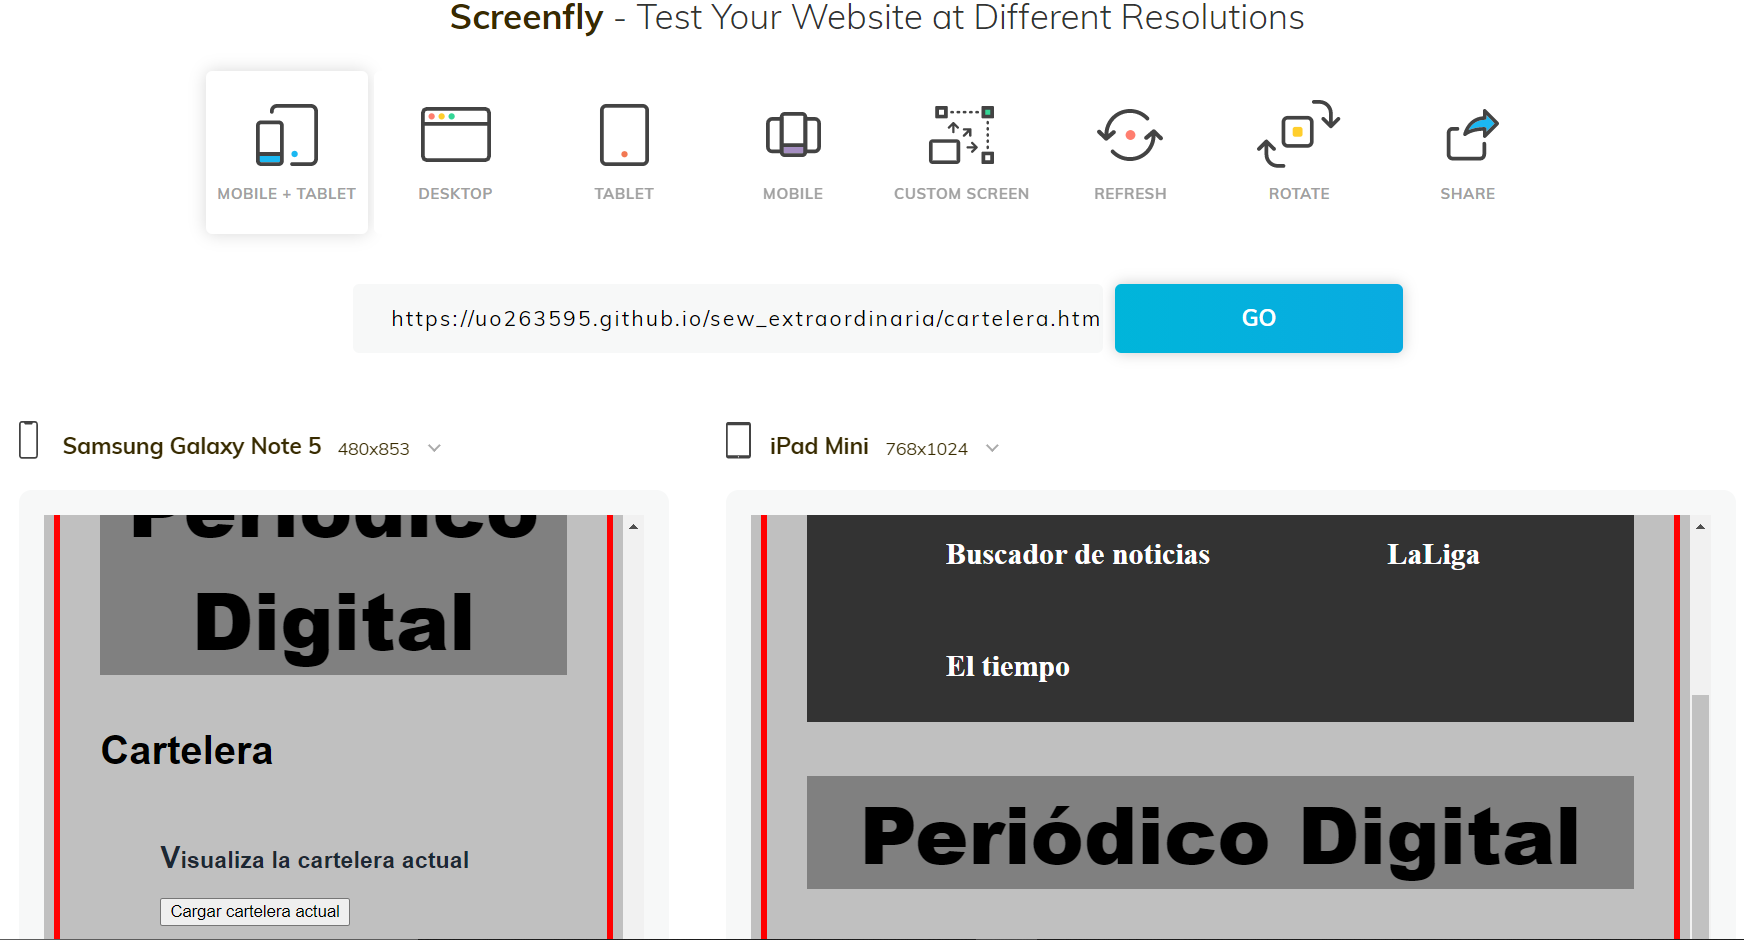 Screenfly - Test Your Website at Different Resolutions
MOBILE + TABLET
DESKTOP
TABLET
MOBILE
CUSTOM SCREEN
REFRESH
ROTATE
SHARE
https://uo263595.github.io/sew_extraordinaria/cartelera.htm
GO
Samsung Galaxy Note 5 480x853
Periódico
Digital
Cartelera
Visualiza la cartelera actual
Cargar cartelera actual
iPad Mini 768x1024
Buscador de noticias
LaLiga
El tiempo
Periódico Digital